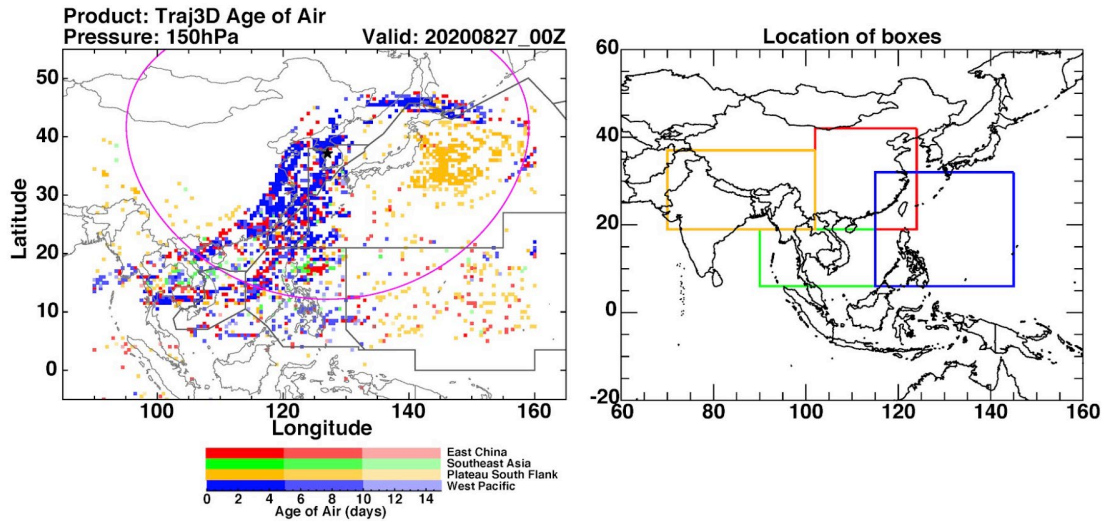 Product: Traj3D Age of Air
Pressure: 150hPa Valid: 20200827_00Z
Location of boxes
50
40
30
20
10
0
Latitude
100 120 140 160
Longitude
60
40
20
0
-20
60 80 100 120 140 160
East China
Southeast Asia
Plateau South Flank
West Pacific
0 2 4 6 8 10 12 14
Age of Air (days)